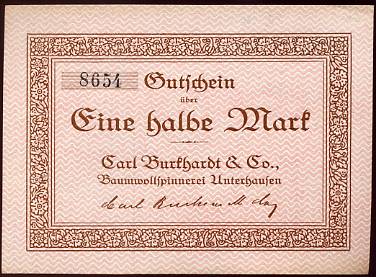 8654 Gutschein
über
Eine halbe Mark
Carl Burkhardt & Co.,
Baumwollspinnerei Unterhausen